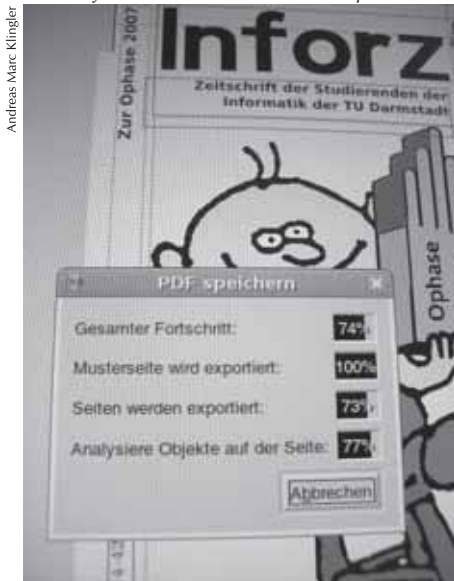 Andreas Marc Klingler
Zur Ophase 2007
Inforz
Zeitschrift der Studierenden der
Informatik der TU Darmstadt
Ophase
PDF speichern
Gesamter Fortschritt: 74%
Musterseite wird exportiert: 100%
Seiten werden exportiert: 73%
Analysiere Objekte auf der Seite: 77%
Abbrechen